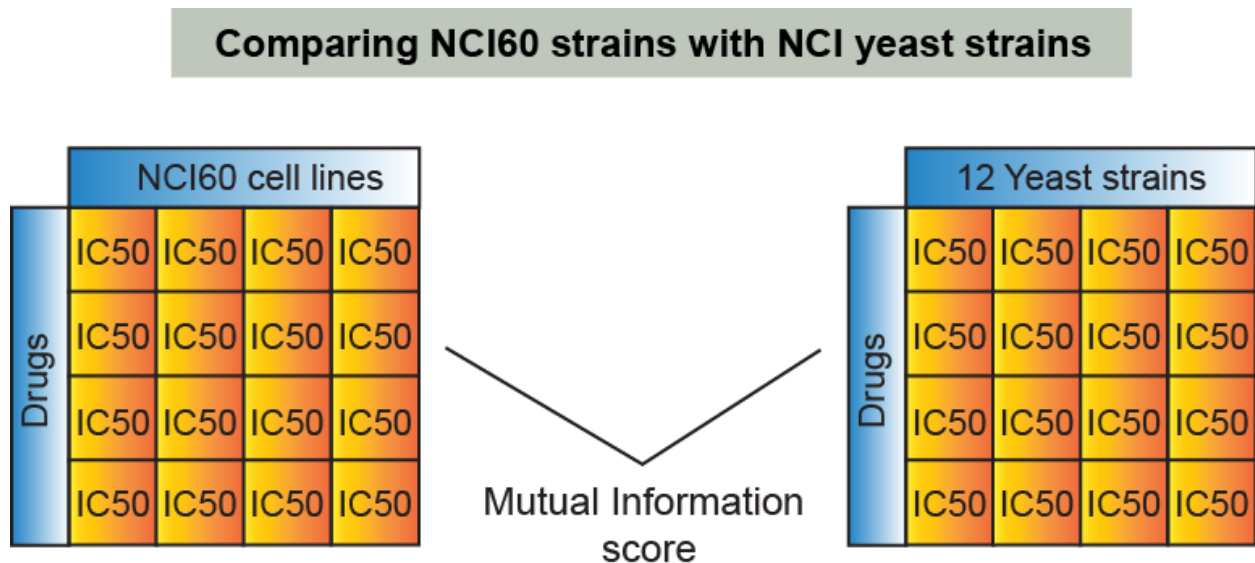 Comparing NCI60 strains with NCI yeast strains
NCI60 cell lines
Drugs
IC50 IC50 IC50 IC50
IC50 IC50 IC50 IC50
IC50 IC50 IC50 IC50
IC50 IC50 IC50 IC50
Mutual Information
score
12 Yeast strains
Drugs
IC50 IC50 IC50 IC50
IC50 IC50 IC50 IC50
IC50 IC50 IC50 IC50
IC50 IC50 IC50 IC50